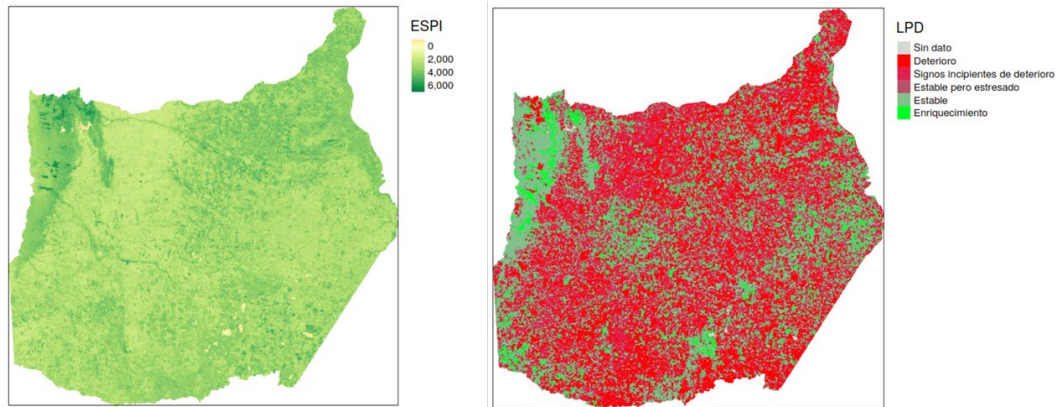 ESPI
0
2,000
4,000
6,000
LPD
Sin dato
Deterioro
Signos incipientes de deterioro
Estable pero estresado
Estable
Enriquecimiento